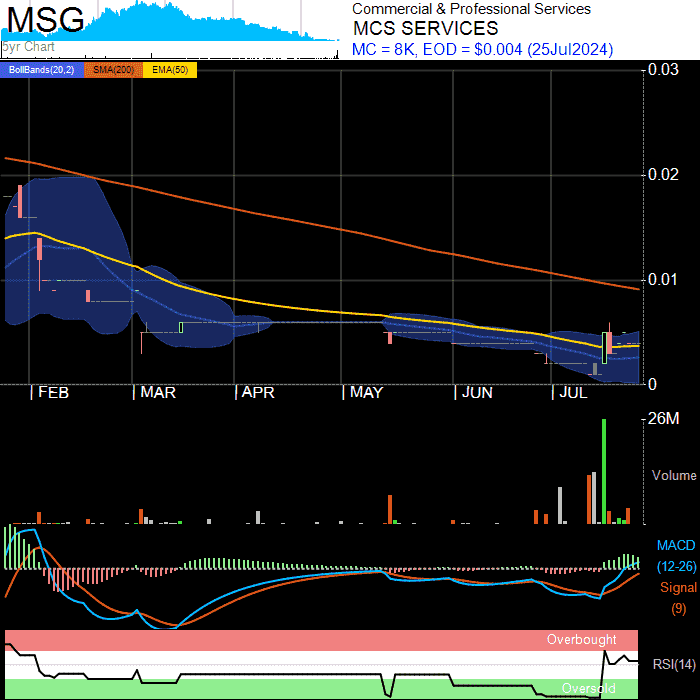 MSG
5yr Chart
Commercial & Professional Services
MCS SERVICES
MC = 8K, EOD = $0.004 (25Jul2024)
BollBands(20,2) SMA(200) EMA(50)
0.03
0.02
0.01
0
| FEB | MAR | APR | MAY | JUN | JUL
26M
Volume
MACD
(12-26)
Signal
(9)
Overbought
RSI(14)
Oversold